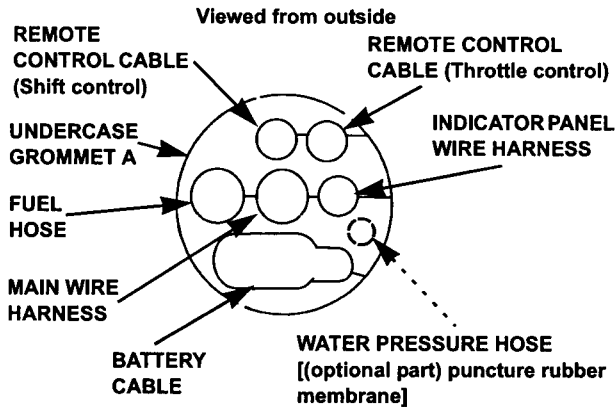 Viewed from outside
REMOTE
CONTROL CABLE
(Shift control)
REMOTE CONTROL
CABLE (Throttle control)
UNDERCASE
GROMMET A
INDICATOR PANEL
WIRE HARNESS
FUEL
HOSE
MAIN WIRE
HARNESS
BATTERY
CABLE
WATER PRESSURE HOSE
[(optional part) puncture rubber
membrane]